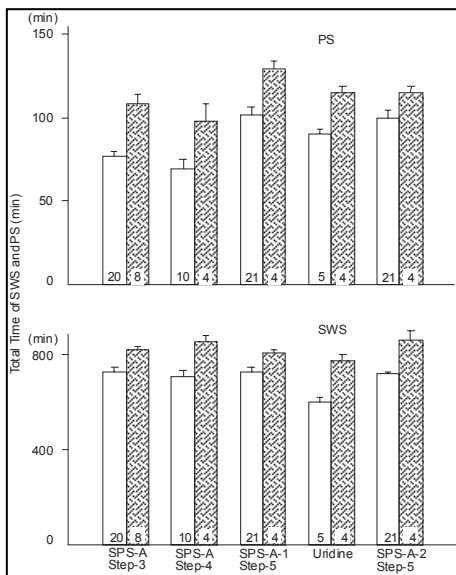 (min)
150
PS
100
50
0
20 8 10 4 21 4 5 4 21 4
Total Time of SWS and PS (min)
(min)
SWS
800
400
0
20 8 10 4 21 4 5 4 21 4
SPS-A SPS-A SPS-A-1 Uridine SPS-A-2
Step-3 Step-4 Step-5 Step-5